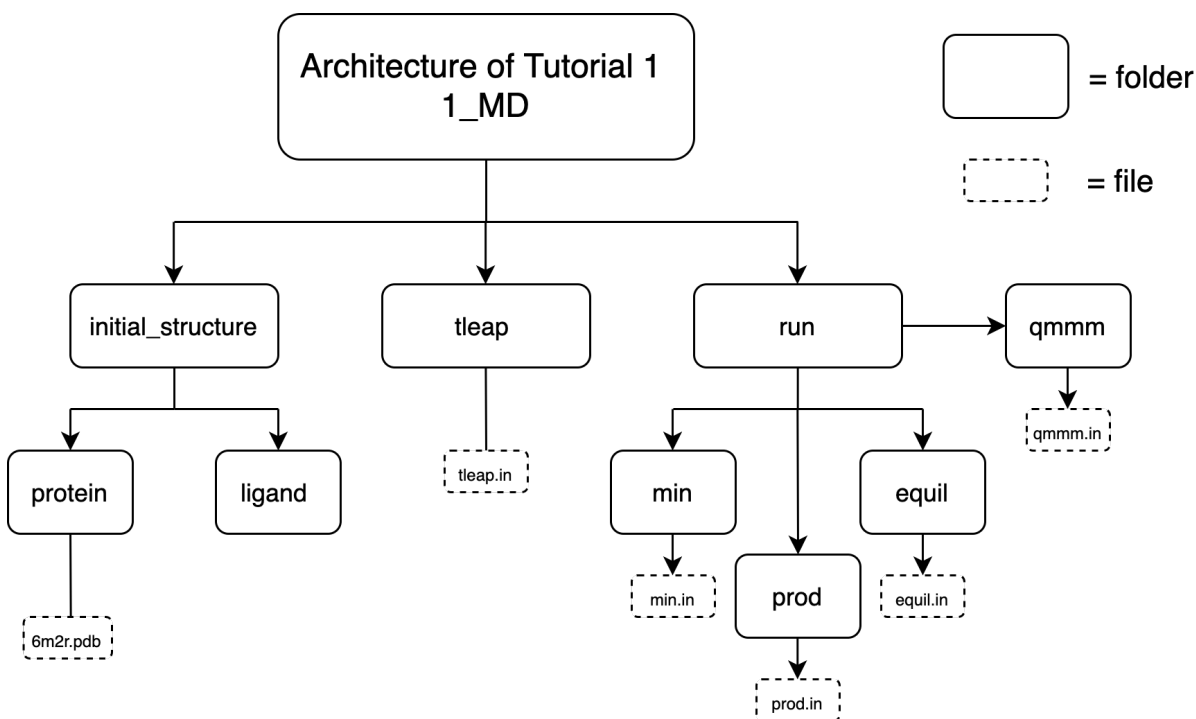 Architecture of Tutorial 1
1_MD
= folder
= file
initial_structure
tleap
run
qmmm
qmmm.in
protein
ligand
tleap.in
min
equil
6m2r.pdb
min.in
prod
equil.in
prod.in